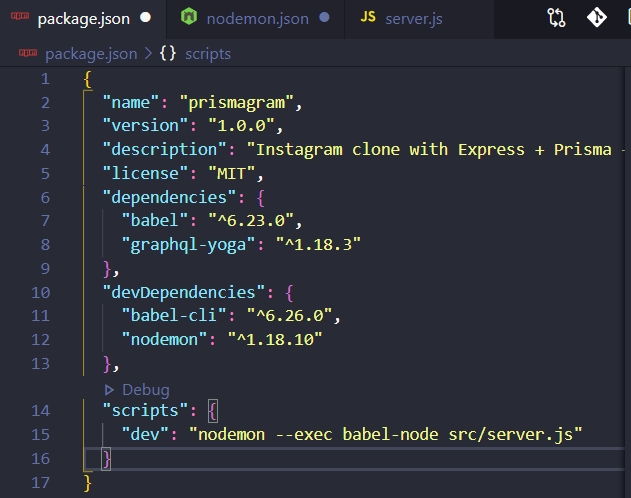 package.json ● nodemon.json ● JS server.js
package.json > {} scripts
1 {
2 "name": "prismagram",
3 "version": "1.0.0",
4 "description": "Instagram clone with Express + Prisma -
5 "license": "MIT",
6 "dependencies": {
7 "babel": "^6.23.0",
8 "graphql-yoga": "^1.18.3"
9 },
10 "devDependencies": {
11 "babel-cli": "^6.26.0",
12 "nodemon": "^1.18.10"
13 },
Debug
14 "scripts": {
15 "dev": "nodemon --exec babel-node src/server.js"
16 }
17 }